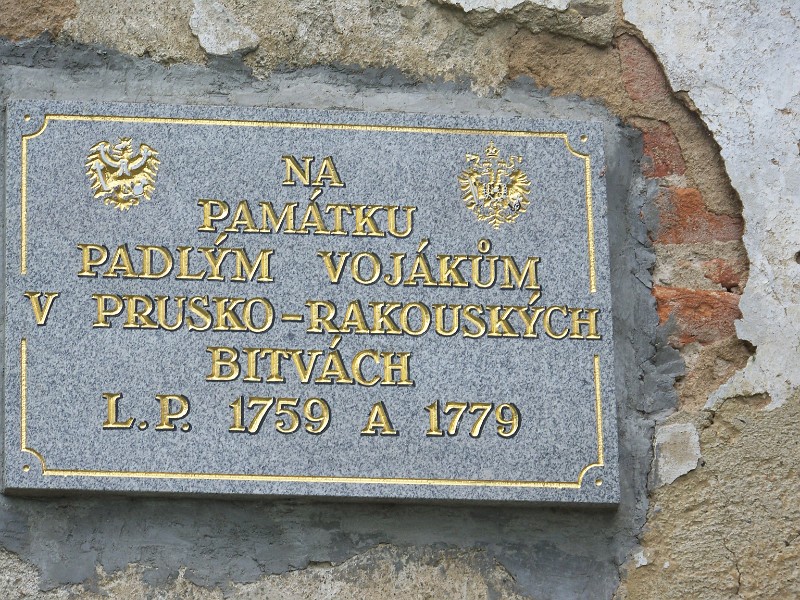 NA
PAMÁTKU
PADLÝM VOJÁKŮM
V PRUSKO-RAKOUSKÝCH
BITVÁCH
L.P. 1759 A 1779